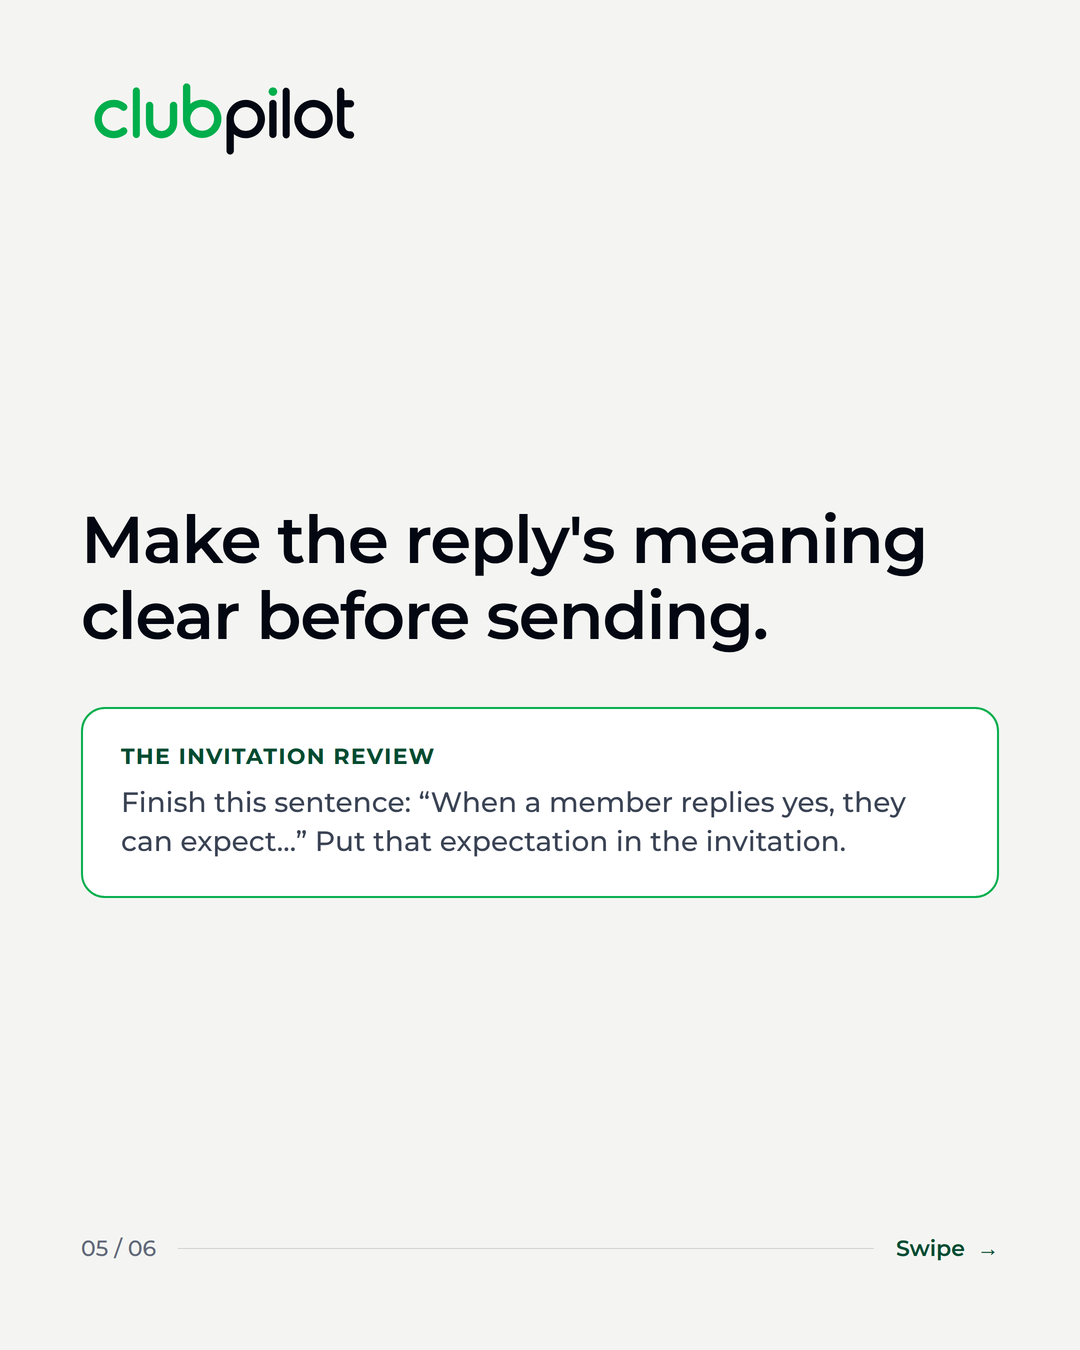 clubpilot
Make the reply's meaning
clear before sending.
THE INVITATION REVIEW
Finish this sentence: “When a member replies yes, they
can expect...” Put that expectation in the invitation.
05 / 06
Swipe →